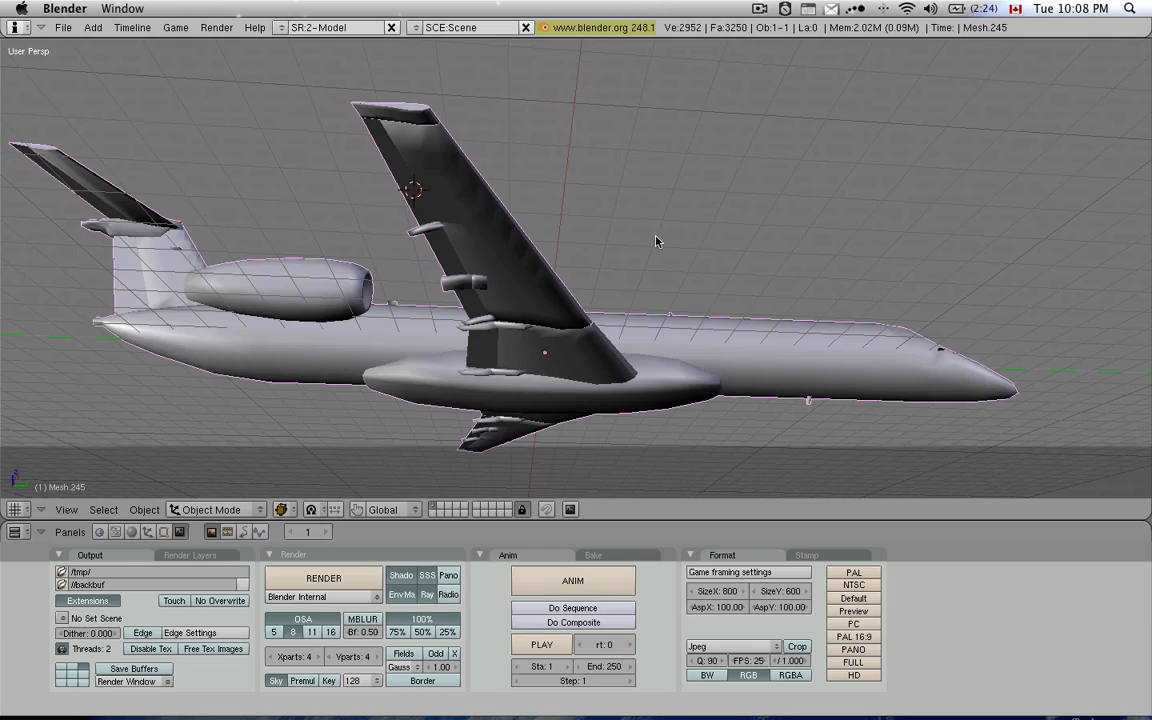 Blender Window (2:24) Tue 10:08 PM
File Add Timeline Game Render Help SR:2-Model SCE:Scene www.blender.org 248.1 Ve:2952 | Fa:3250 | Ob:1-1 | La:0 | Mem:2.02M (0.09M) | Time: | Mesh.245
User Persp
(1) Mesh.245
View Select Object Object Mode Global
Panels 1
Output Render Layers Render Anim Bake Format Stamp
/tmp/
//backbuf
Extensions Touch No Overwrite
No Set Scene
Dither: 0.000 Edge Edge Settings
Threads: 2 Disable Tex Free Tex Images
Save Buffers
Render Window
RENDER
Blender Internal
Shado SSS Pano
EnvMa Ray Radio
OSA MBLUR 100%
5 8 11 16 Bf: 0.50 75% 50% 25%
Xparts: 4 Yparts: 4 Fields Odd X
Gauss 1.00
Sky Premul Key 128 Border
ANIM
Do Sequence
Do Composite
PLAY rt: 0
Sta: 1 End: 250
Step: 1
Game framing settings
SizeX: 800 SizeY: 600
AspX: 100.00 AspY: 100.00
Jpeg Crop
Q: 90 FPS: 25 / 1.000
BW RGB RGBA
PAL
NTSC
Default
Preview
PC
PAL 16:9
PANO
FULL
HD